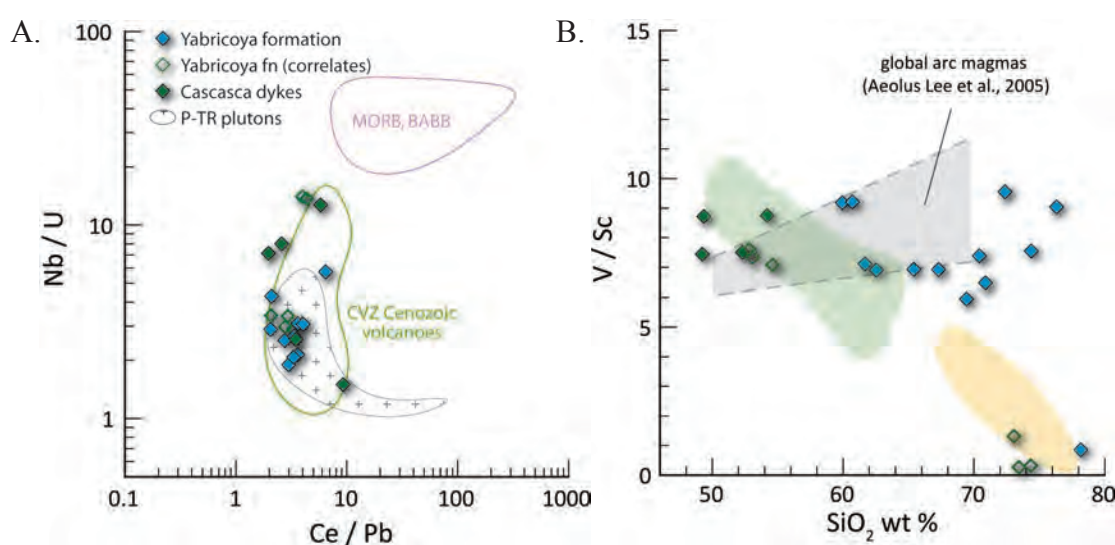 A.
100
10
1
Nb / U
Yabricoya formation
Yabricoya fn (correlates)
Cascasca dykes
P-TR plutons
MORB, BABB
CVZ Cenozoic
volcanoes
0.1
1
10
100
1000
Ce / Pb
B.
15
10
5
0
V / Sc
global arc magmas
(Aeolus Lee et al., 2005)
50
60
70
80
SiO₂ wt %